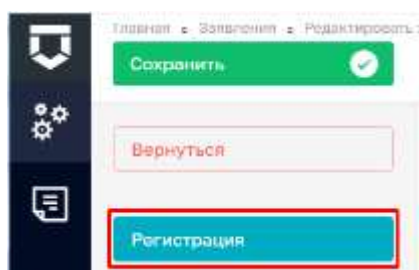 Главная Заявления Редактировать
Сохранить
Вернуться
Регистрация